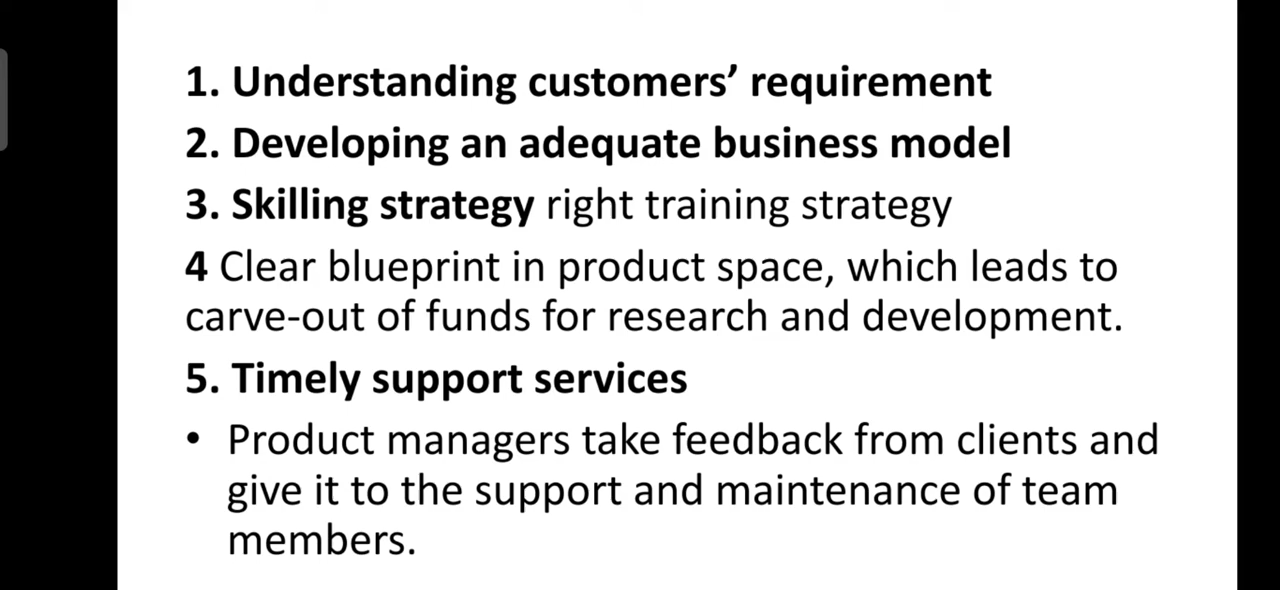 1. Understanding customers’ requirement
2. Developing an adequate business model
3. Skilling strategy right training strategy
4 Clear blueprint in product space, which leads to
carve-out of funds for research and development.
5. Timely support services
• Product managers take feedback from clients and
give it to the support and maintenance of team
members.